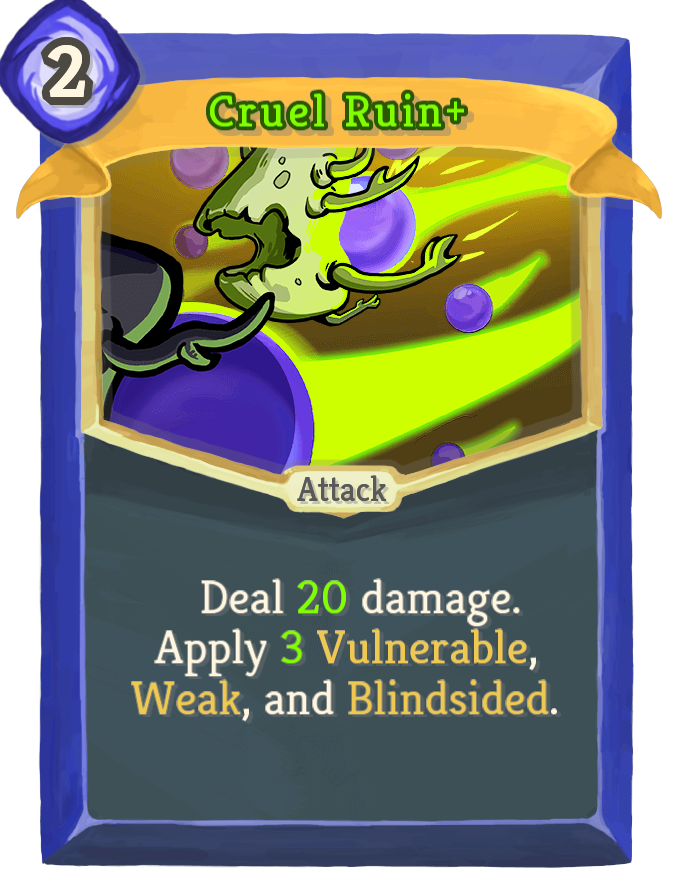 2
Cruel Ruin+
Attack
Deal 20 damage.
Apply 3 Vulnerable,
Weak, and Blindsided.